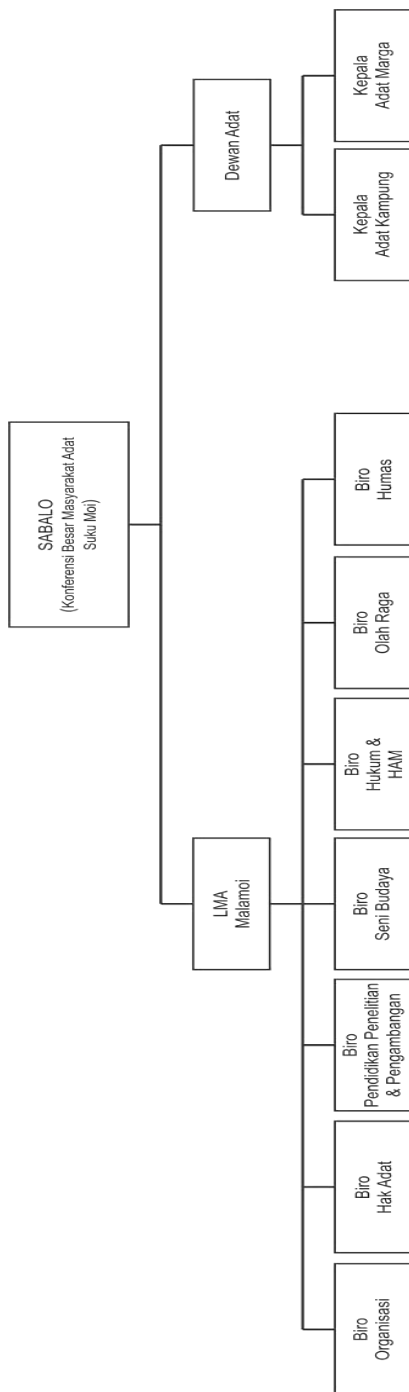 SABALO
(Konferensi Besar Masyarakat Adat
Suku Moi)
LMA
Malamoi
Dewan Adat
Biro
Organisasi
Biro
Hak Adat
Biro
Pendidikan Penelitian
& Pengambangan
Biro
Seni Budaya
Biro
Hukum &
HAM
Biro
Olah Raga
Biro
Humas
Kepala
Adat Kampung
Kepala
Adat Marga